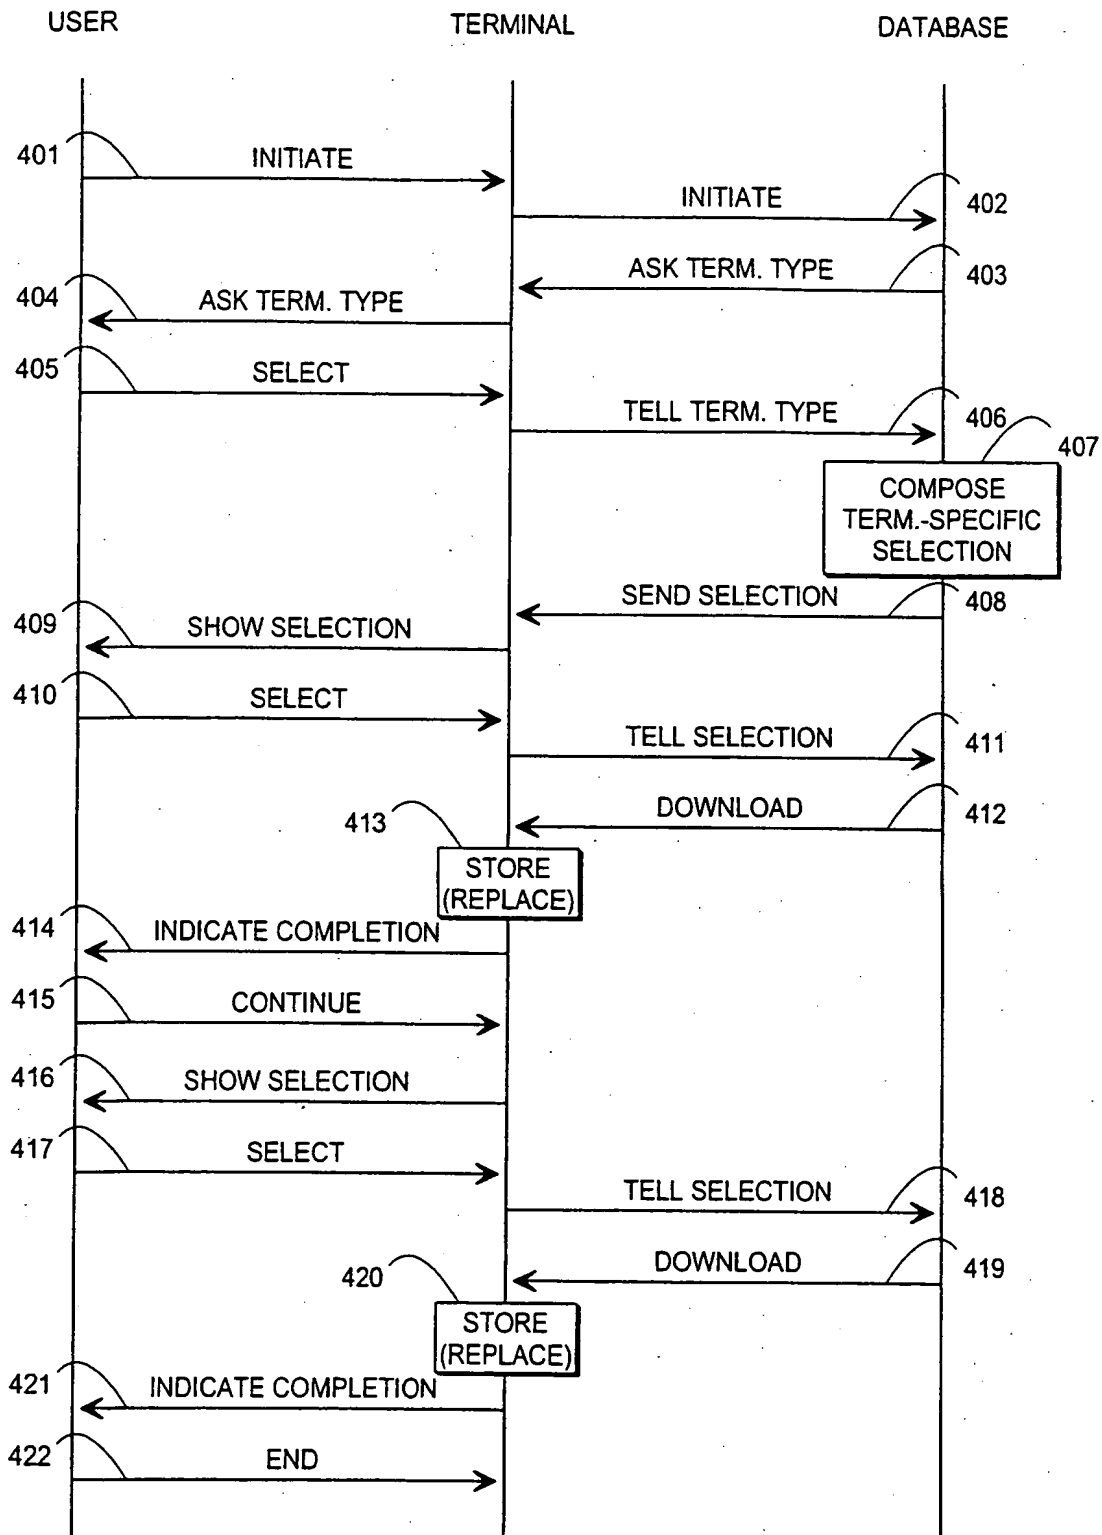 USER
TERMINAL
DATABASE
401
INITIATE
INITIATE
402
ASK TERM. TYPE
403
404
ASK TERM. TYPE
405
SELECT
TELL TERM. TYPE
406
407
COMPOSE
TERM.-SPECIFIC
SELECTION
SEND SELECTION
408
409
SHOW SELECTION
410
SELECT
TELL SELECTION
411
DOWNLOAD
412
413
STORE
(REPLACE)
414
INDICATE COMPLETION
415
CONTINUE
416
SHOW SELECTION
417
SELECT
TELL SELECTION
418
DOWNLOAD
419
420
STORE
(REPLACE)
421
INDICATE COMPLETION
422
END